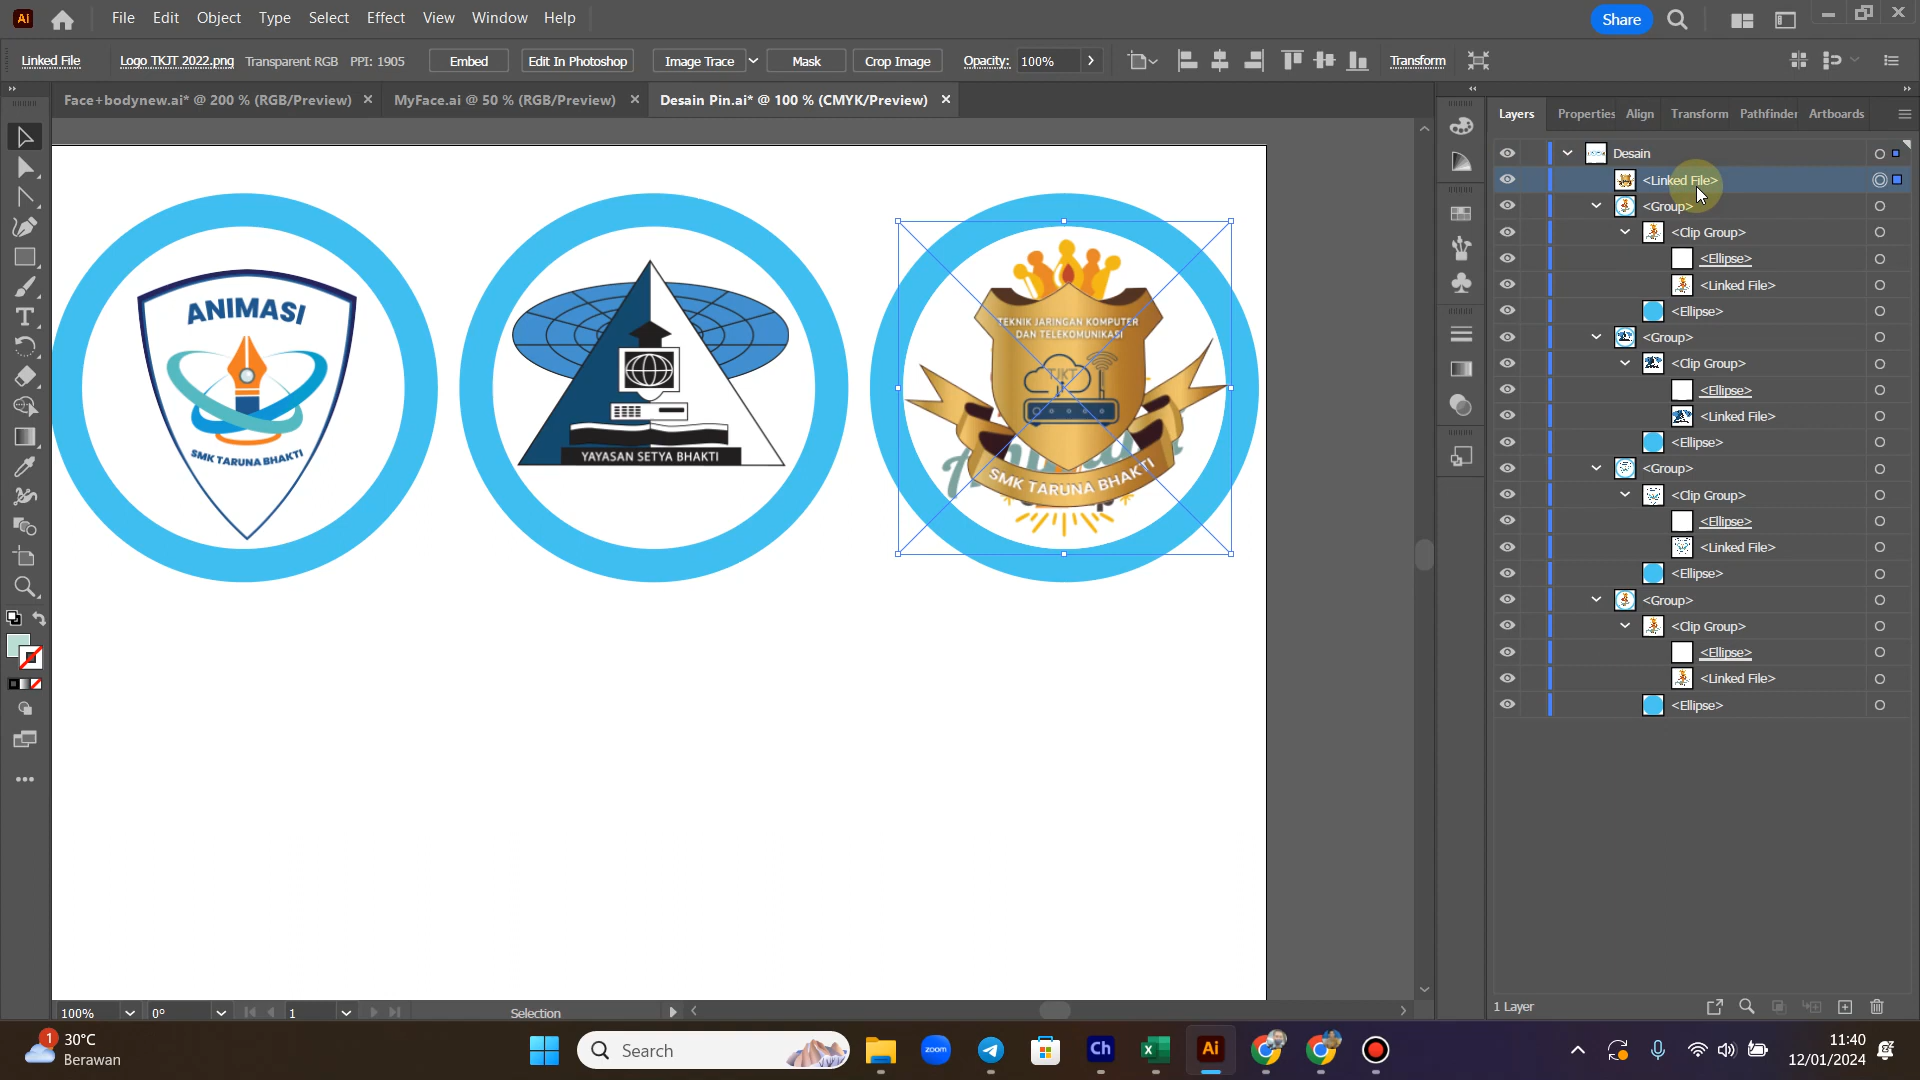 Ai File Edit Object Type Select Effect View Window Help Share
Linked File Logo TKJT 2022.png Transparent RGB PPI: 1905 Embed Edit In Photoshop Image Trace Mask Crop Image Opacity: 100% Transform
Face+bodynew.ai* @ 200 % (RGB/Preview) MyFace.ai @ 50 % (RGB/Preview) Desain Pin.ai* @ 100 % (CMYK/Preview)
Layers Properties Align Transform Pathfinder Artboards
Desain
<Linked File>
<Group>
<Clip Group>
<Ellipse>
<Linked File>
<Ellipse>
<Group>
<Clip Group>
<Ellipse>
<Linked File>
<Ellipse>
<Group>
<Clip Group>
<Ellipse>
<Linked File>
<Ellipse>
<Group>
<Clip Group>
<Ellipse>
<Linked File>
<Ellipse>
1 Layer
ANIMASI
SMK TARUNA BHAKTI
YAYASAN SETYA BHAKTI
TEKNIK JARINGAN KOMPUTER
DAN TELEKOMUNIKASI
TJKT
SMK TARUNA BHAKTI
100% 0° 1 Selection
1 30°C
Berawan
Search
zoom
Ch
Ai
11:40
12/01/2024